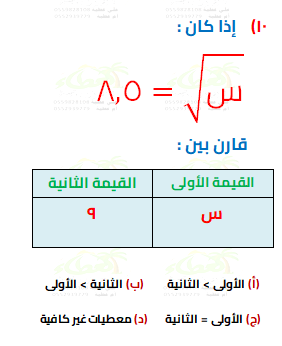 ١٠) إذا كان :
√س = ٨,٥
قارن بين :
القيمة الأولى القيمة الثانية
س ٩
(أ) الأولى > الثانية (ب) الثانية > الأولى
(ج) الأولى = الثانية (د) معطيات غير كافية